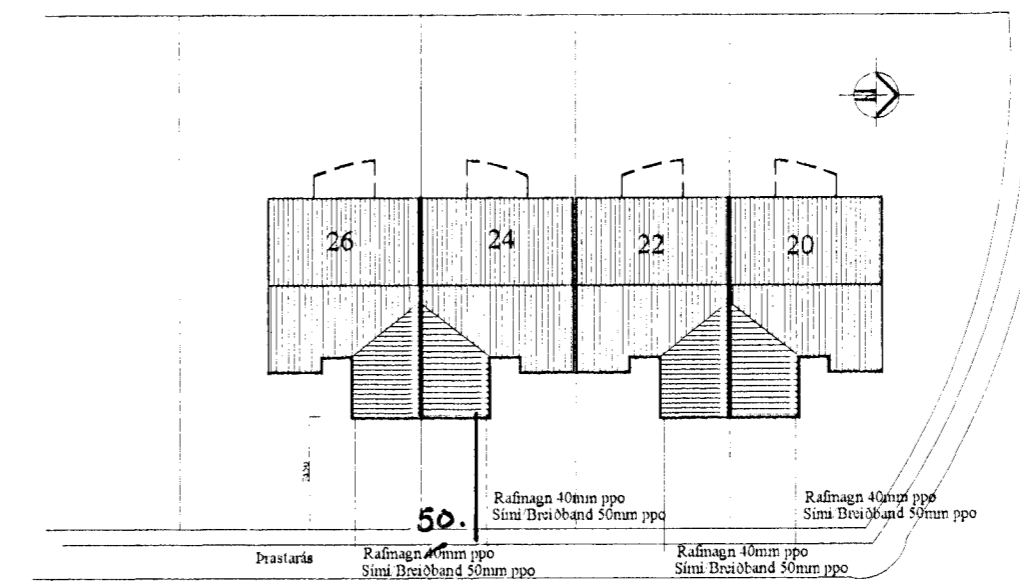 26
24
22
20
Rafmagn 40mm ppo
Sími/Breiðband 50mm ppo
Rafmagn 40mm ppo
Sími/Breiðband 50mm ppo
50.
Þrastarás
Rafmagn 40mm ppo
Sími/Breiðband 50mm ppo
Rafmagn 40mm ppo
Sími/Breiðband 50mm ppo